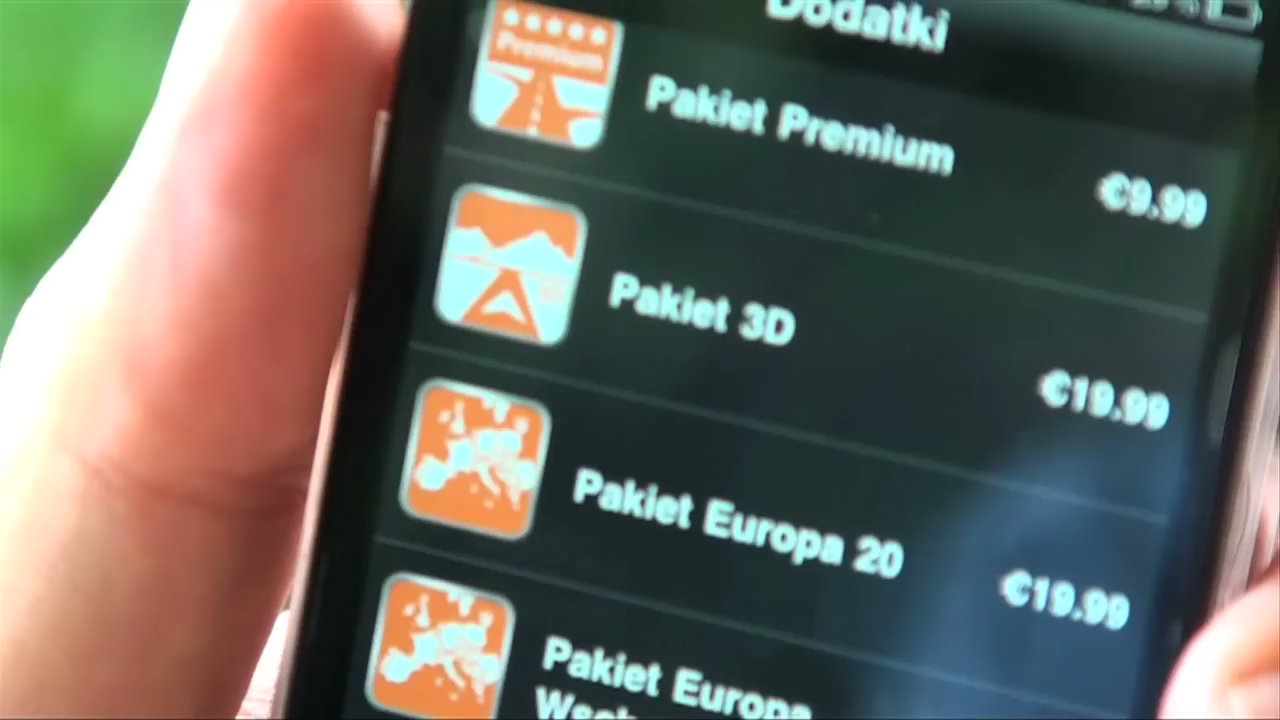 Dodatki
Premium
Pakiet Premium
€9.99
Pakiet 3D
€19.99
Pakiet Europa 20
€19.99
Pakiet Europa